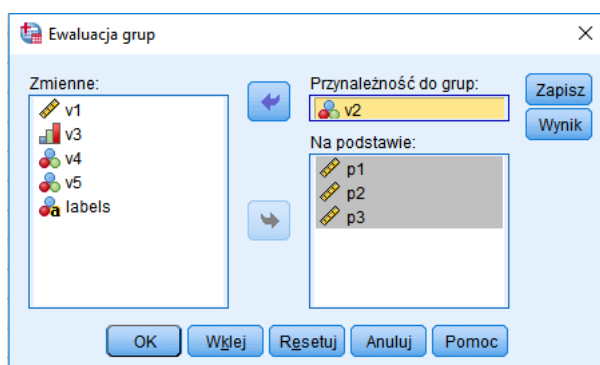 Ewaluacja grup
Zmienne:
v1
v3
v4
v5
labels
Przynależność do grup:
v2
Na podstawie:
p1
p2
p3
Zapisz
Wynik
OK
Wklej
Resetuj
Anuluj
Pomoc